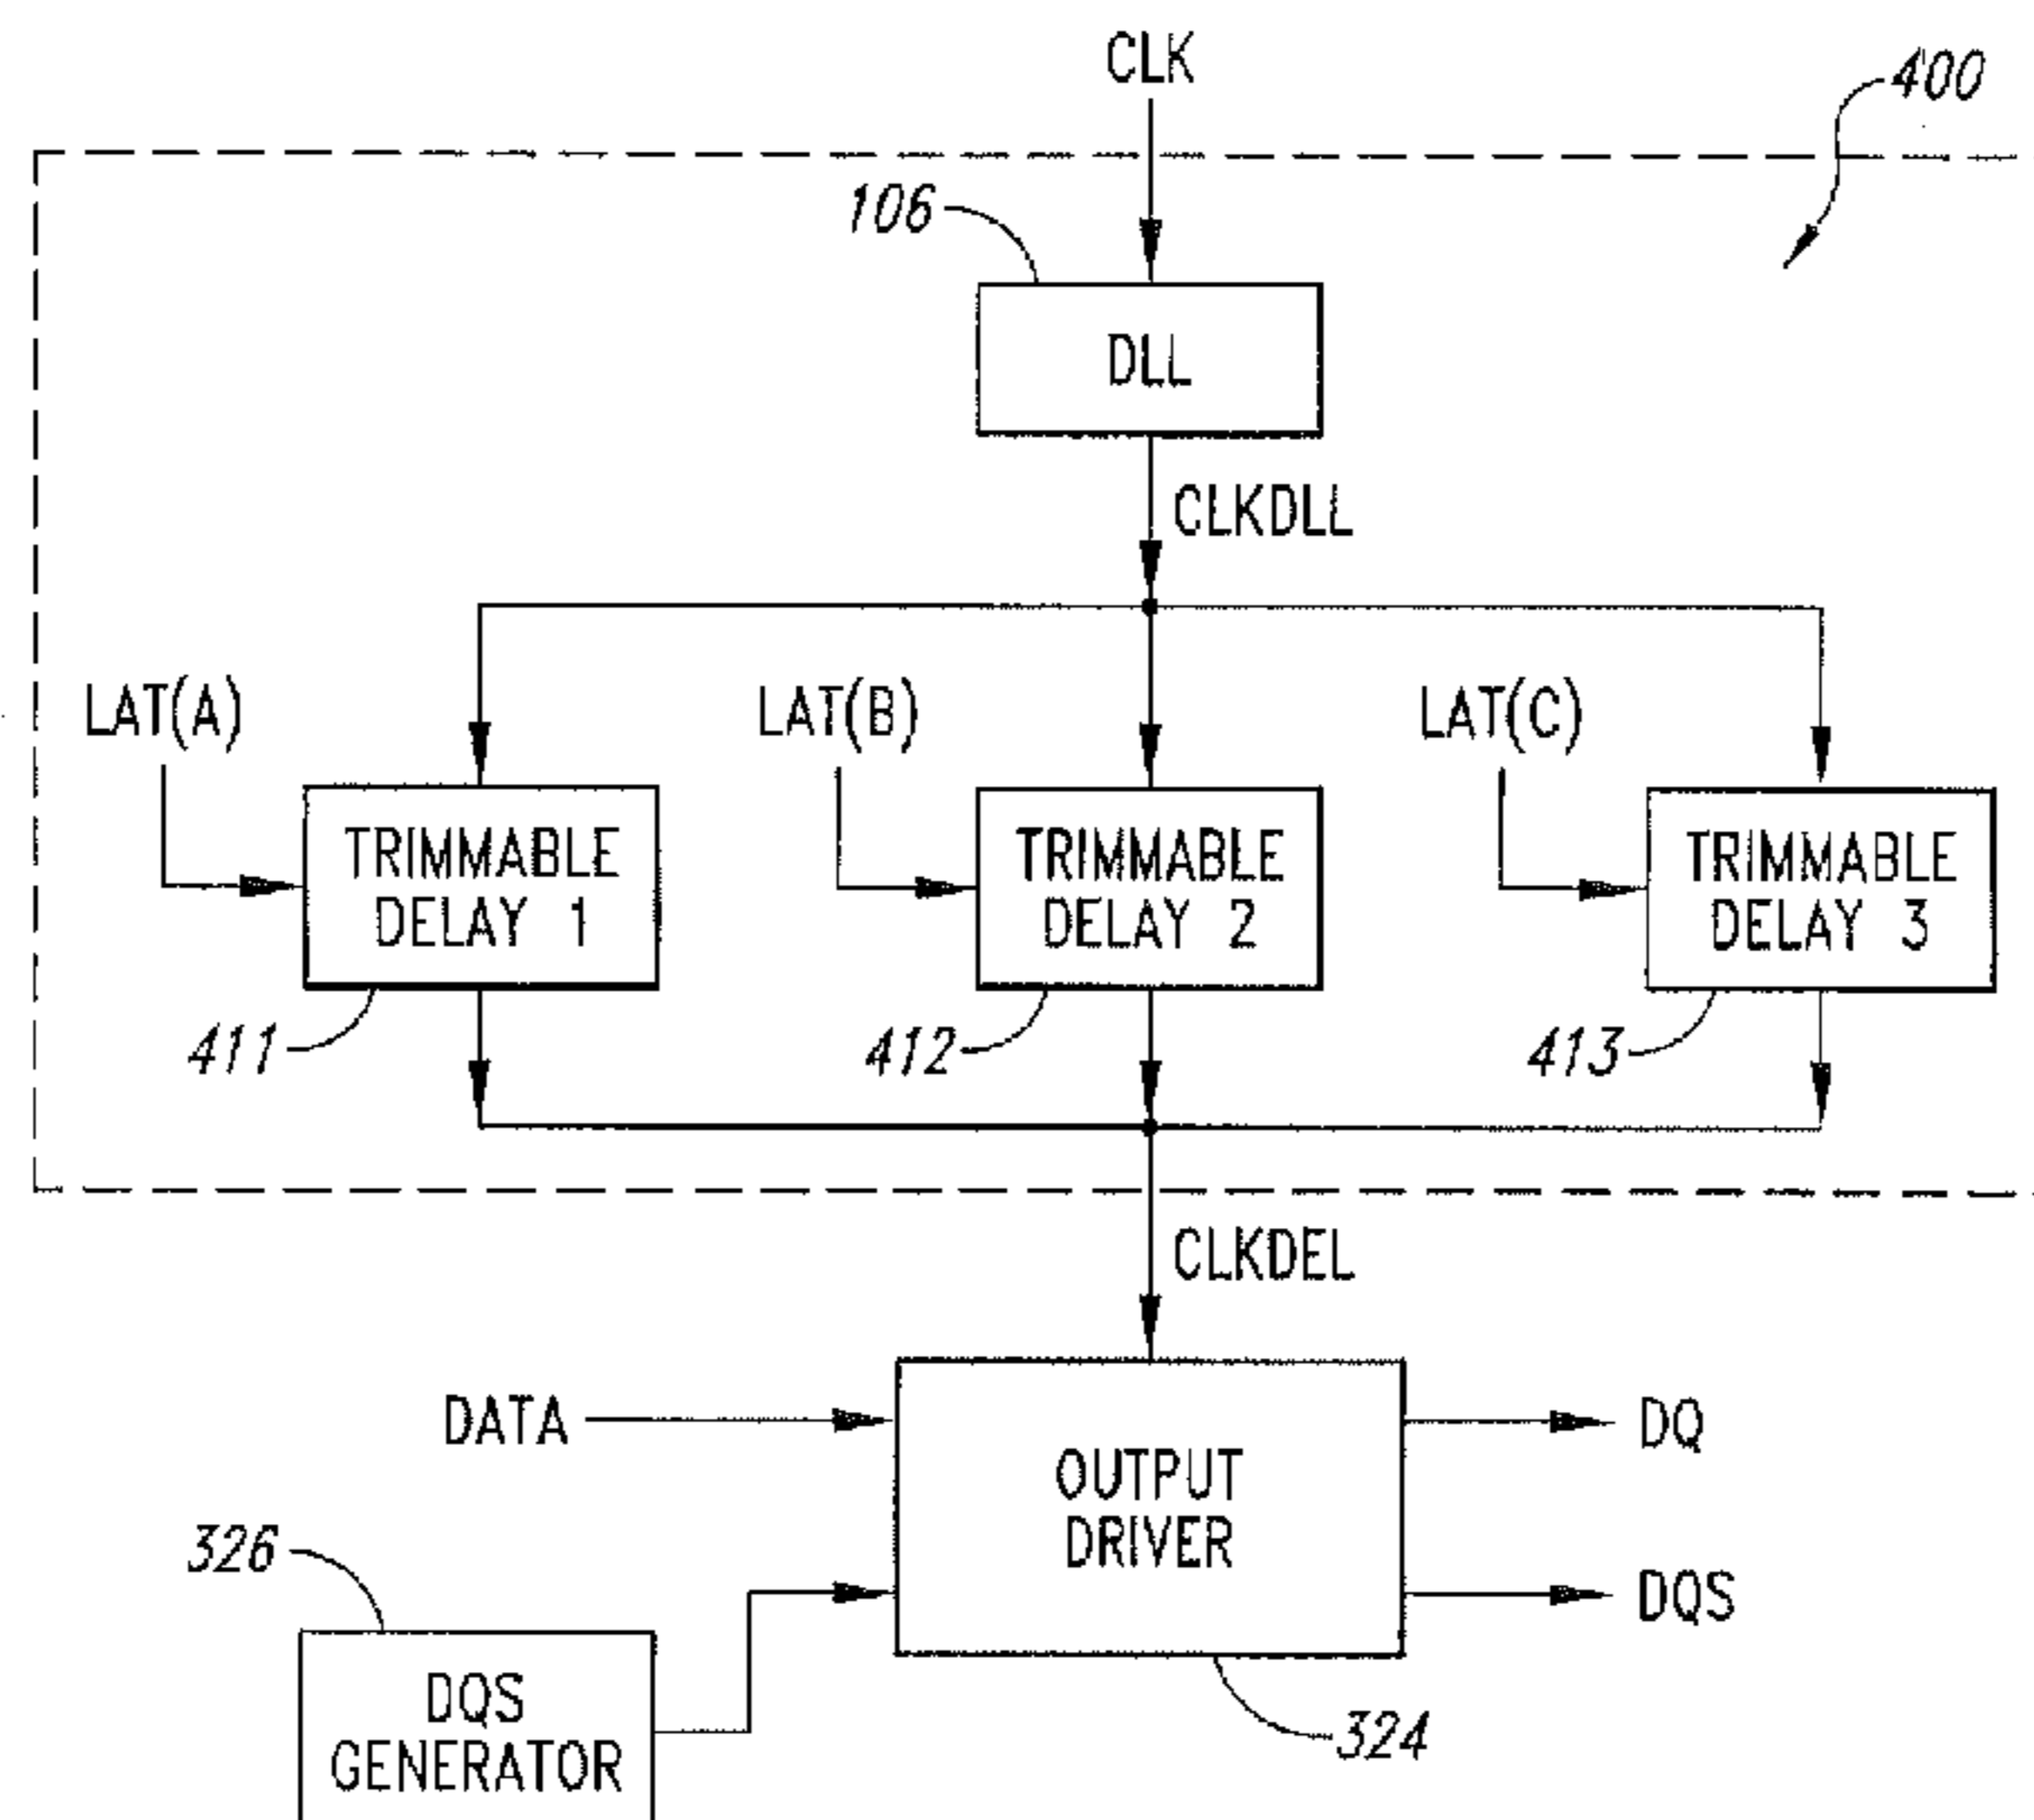 CLK
400
106
DLL
CLKDLL
LAT(A)
LAT(B)
LAT(C)
TRIMMABLE
DELAY 1
TRIMMABLE
DELAY 2
TRIMMABLE
DELAY 3
411
412
413
CLKDEL
DATA
OUTPUT
DRIVER
DQ
DQS
326
DQS
GENERATOR
324